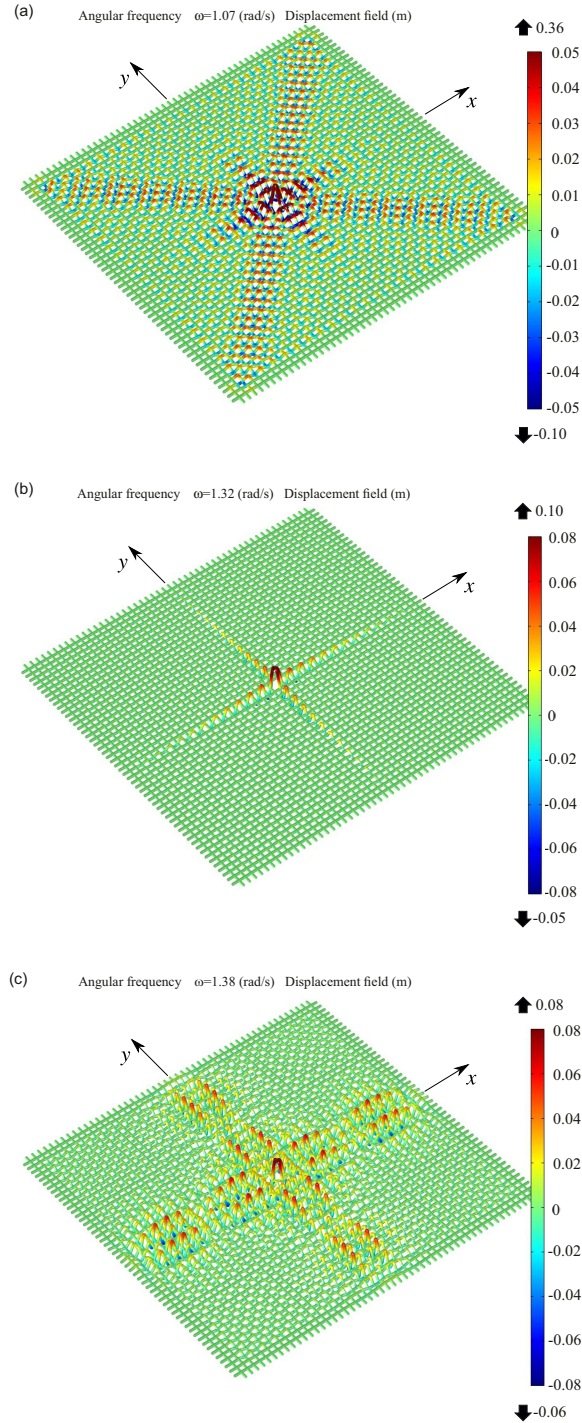 (a)
Angular frequency ω=1.07 (rad/s) Displacement field (m)
0.36
y
x
0.05
0.04
0.03
0.02
0.01
0
-0.01
-0.02
-0.03
-0.04
-0.05
-0.10
(b)
Angular frequency ω=1.32 (rad/s) Displacement field (m)
0.10
y
x
0.08
0.06
0.04
0.02
0
-0.02
-0.04
-0.06
-0.08
-0.05
(c)
Angular frequency ω=1.38 (rad/s) Displacement field (m)
0.08
y
x
0.08
0.06
0.04
0.02
0
-0.02
-0.04
-0.06
-0.08
-0.06